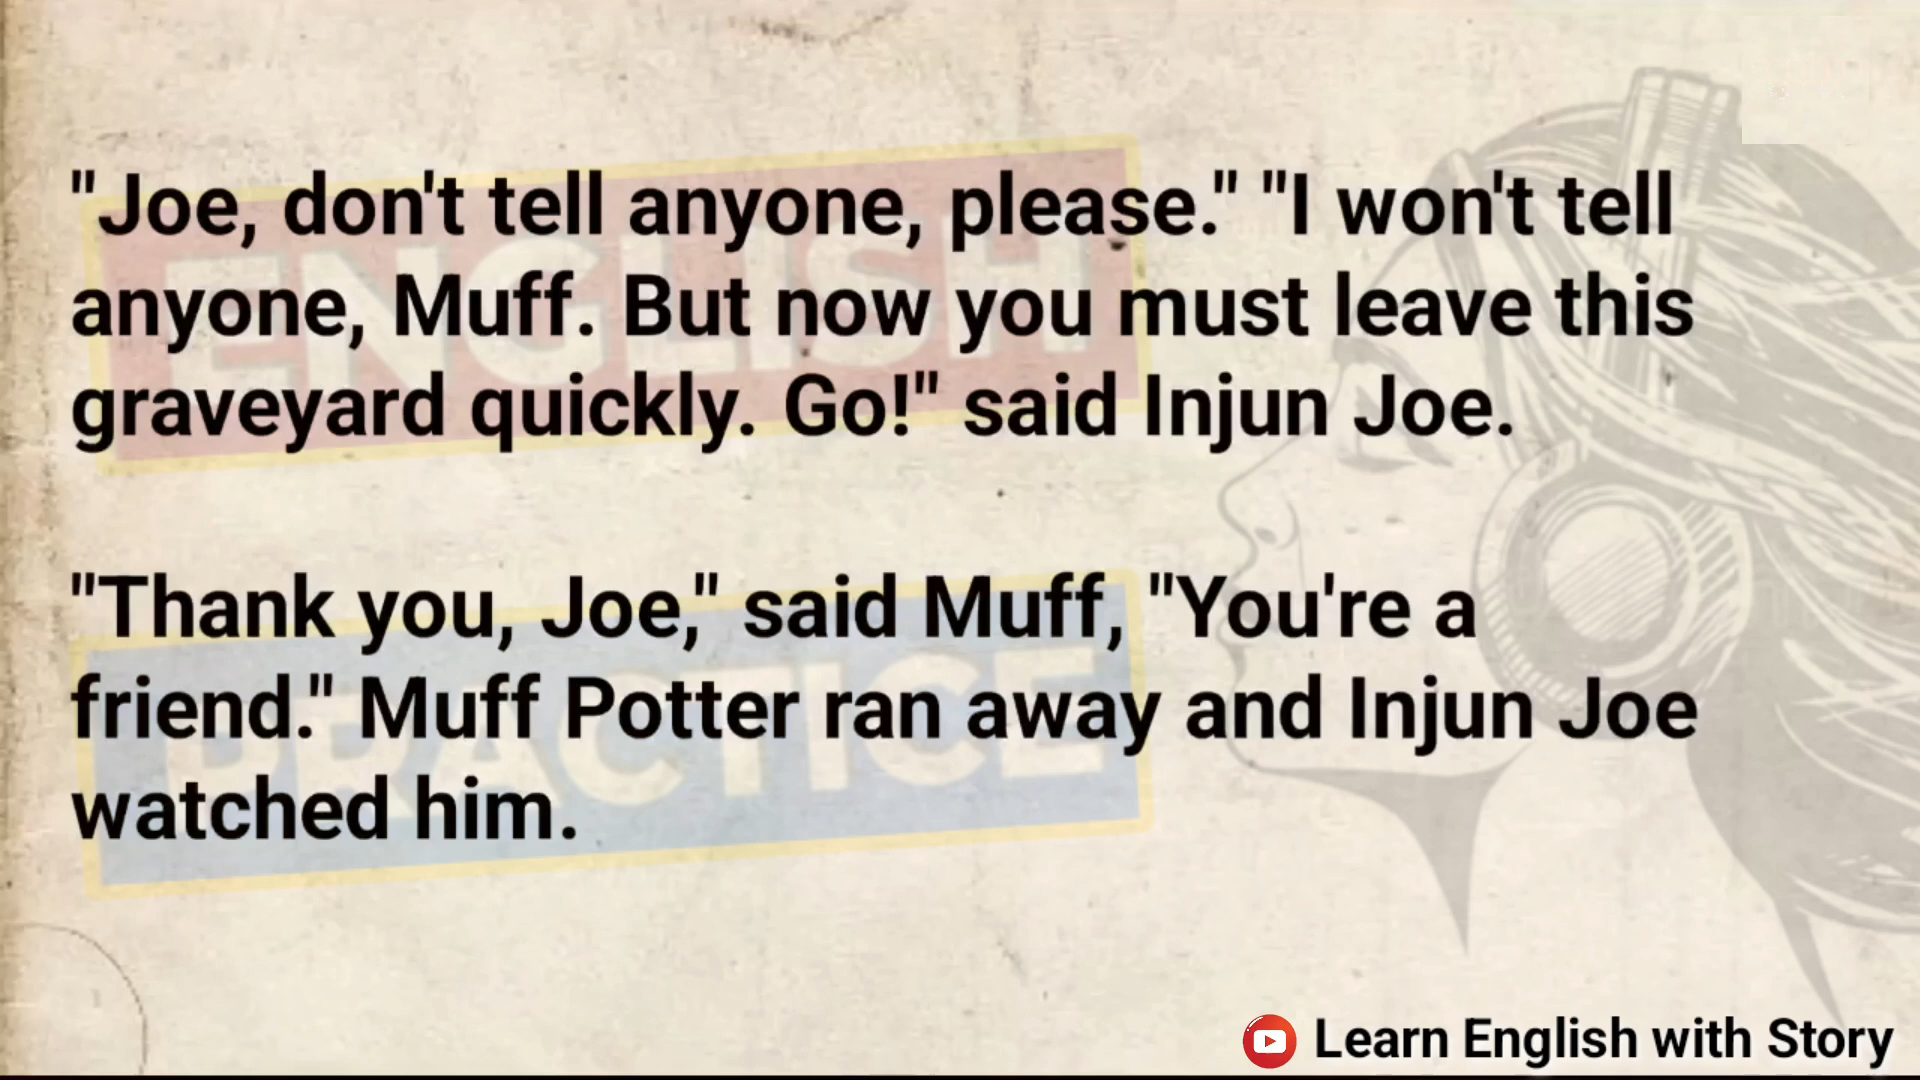 "Joe, don't tell anyone, please." "I won't tell
anyone, Muff. But now you must leave this
graveyard quickly. Go!" said Injun Joe.
"Thank you, Joe," said Muff, "You're a
friend." Muff Potter ran away and Injun Joe
watched him.
ENGLISH
PRACTICE
Learn English with Story